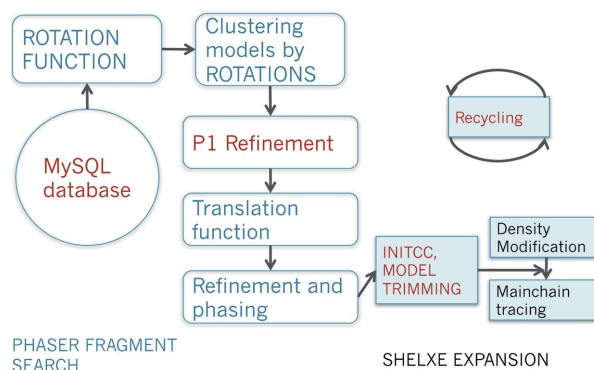 ROTATION
FUNCTION
Clustering
models by
ROTATIONS
MySQL
database
P1 Refinement
Recycling
Translation
function
Refinement and
phasing
INITCC,
MODEL
TRIMMING
Density
Modification
Mainchain
tracing
PHASER FRAGMENT
SEARCH
SHELXE EXPANSION